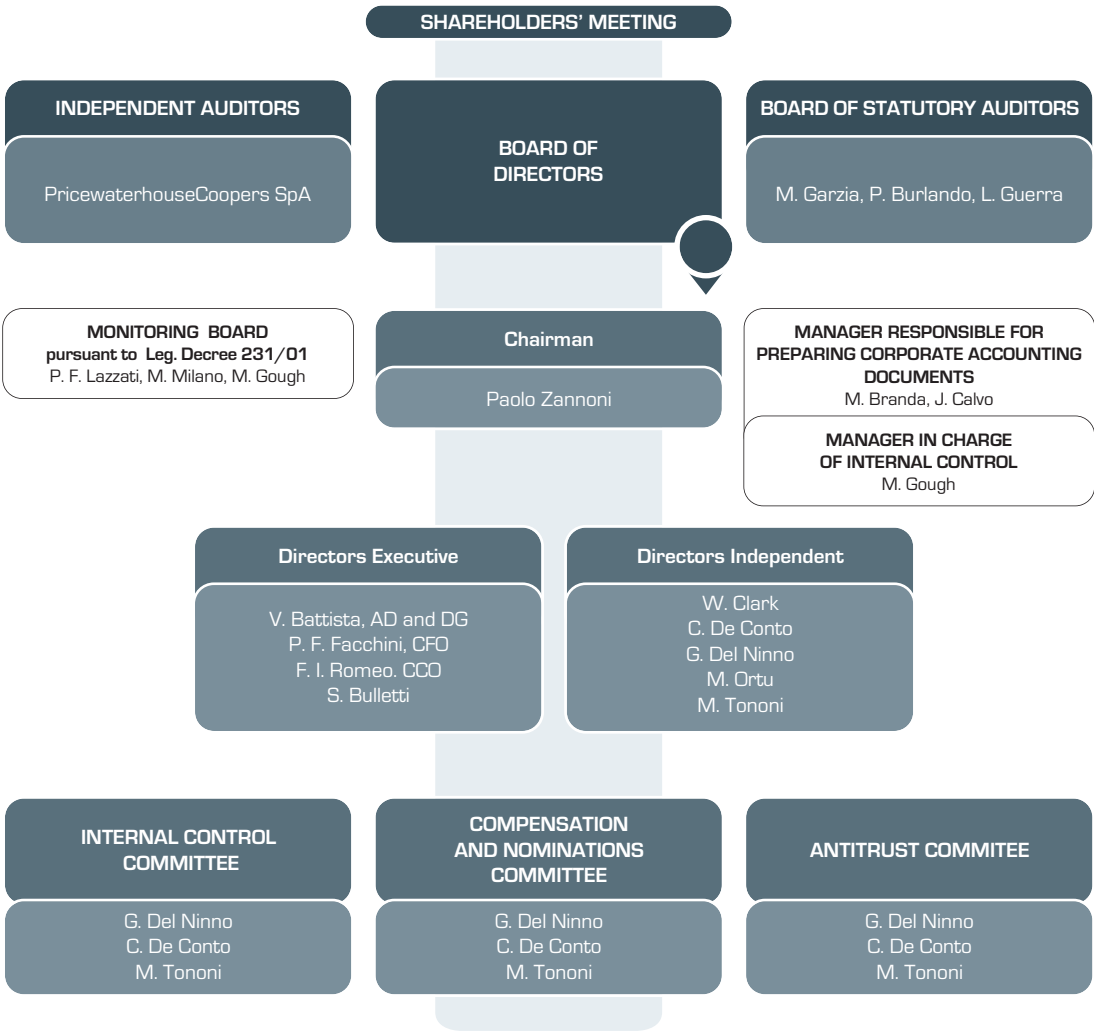 SHAREHOLDERS' MEETING
INDEPENDENT AUDITORS
PricewaterhouseCoopers SpA
BOARD OF
DIRECTORS
BOARD OF STATUTORY AUDITORS
M. Garzia, P. Burlando, L. Guerra
MONITORING BOARD
pursuant to Leg. Decree 231/01
P. F. Lazzati, M. Milano, M. Gough
Chairman
Paolo Zannoni
MANAGER RESPONSIBLE FOR
PREPARING CORPORATE ACCOUNTING
DOCUMENTS
M. Branda, J. Calvo
MANAGER IN CHARGE
OF INTERNAL CONTROL
M. Gough
Directors Executive
V. Battista, AD and DG
P. F. Facchini, CFO
F. I. Romeo. CCO
S. Bulletti
Directors Independent
W. Clark
C. De Conto
G. Del Ninno
M. Ortu
M. Tononi
INTERNAL CONTROL
COMMITTEE
G. Del Ninno
C. De Conto
M. Tononi
COMPENSATION
AND NOMINATIONS
COMMITTEE
G. Del Ninno
C. De Conto
M. Tononi
ANTITRUST COMMITEE
G. Del Ninno
C. De Conto
M. Tononi